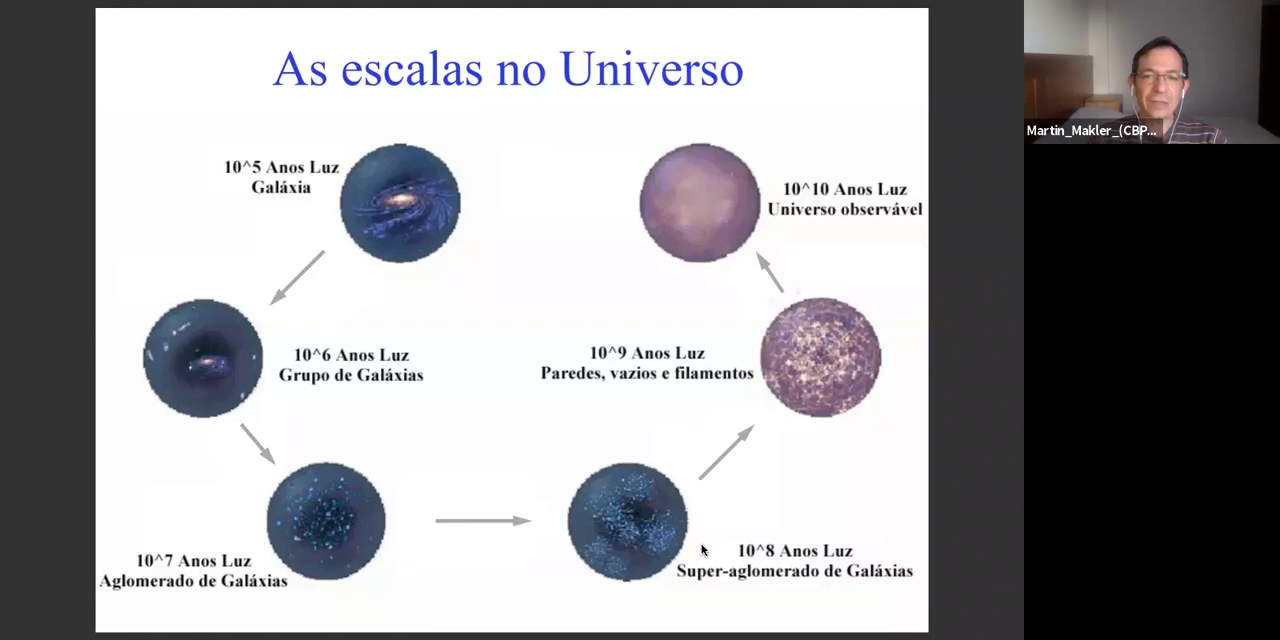 As escalas no Universo
10^5 Anos Luz
Galáxia
10^6 Anos Luz
Grupo de Galáxias
10^7 Anos Luz
Aglomerado de Galáxias
10^8 Anos Luz
Super-aglomerado de Galáxias
10^9 Anos Luz
Paredes, vazios e filamentos
10^10 Anos Luz
Universo observável
Martin_Makler_(CBP...